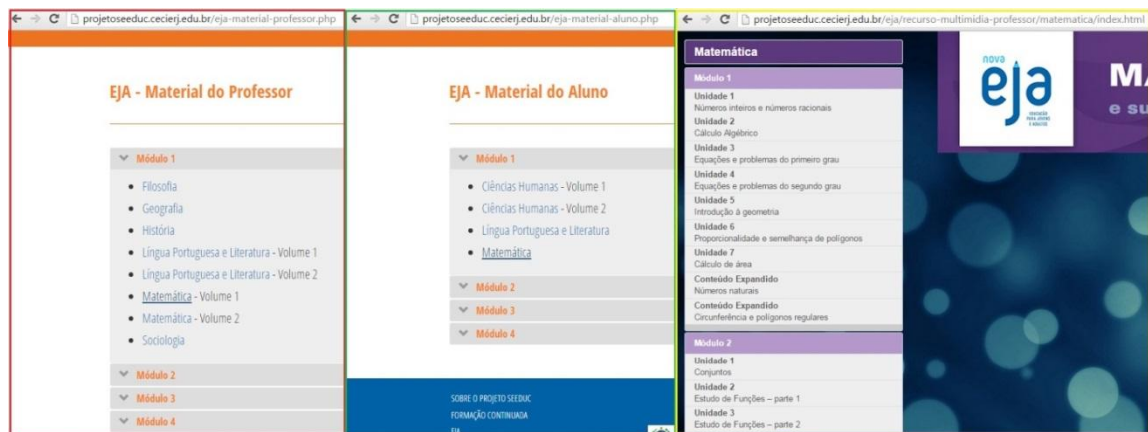 projetoseeduc.cecierj.edu.br/eja-material-professor.php
EJA - Material do Professor
Módulo 1
Filosofia
Geografia
História
Língua Portuguesa e Literatura - Volume 1
Língua Portuguesa e Literatura - Volume 2
Matemática - Volume 1
Matemática - Volume 2
Sociologia
Módulo 2
Módulo 3
Módulo 4
projetoseeduc.cecierj.edu.br/eja-material-aluno.php
EJA - Material do Aluno
Módulo 1
Ciências Humanas - Volume 1
Ciências Humanas - Volume 2
Língua Portuguesa e Literatura
Matemática
Módulo 2
Módulo 3
Módulo 4
SOBRE O PROJETO SEEDUC
FORMAÇÃO CONTINUADA
EJA
projetoseeduc.cecierj.edu.br/eja/recurso-multimidia-professor/matematica/index.html
Matemática
Módulo 1
Unidade 1
Números inteiros e números racionais
Unidade 2
Cálculo Algébrico
Unidade 3
Equações e problemas do primeiro grau
Unidade 4
Equações e problemas do segundo grau
Unidade 5
Introdução à geometria
Unidade 6
Proporcionalidade e semelhança de polígonos
Unidade 7
Cálculo de área
Conteúdo Expandido
Números naturais
Conteúdo Expandido
Circunferência e polígonos regulares
Módulo 2
Unidade 1
Conjuntos
Unidade 2
Estudo de Funções – parte 1
Unidade 3
Estudo de Funções – parte 2
nova
eja
EDUCAÇÃO
PARA JOVENS
E ADULTOS
MA
e su